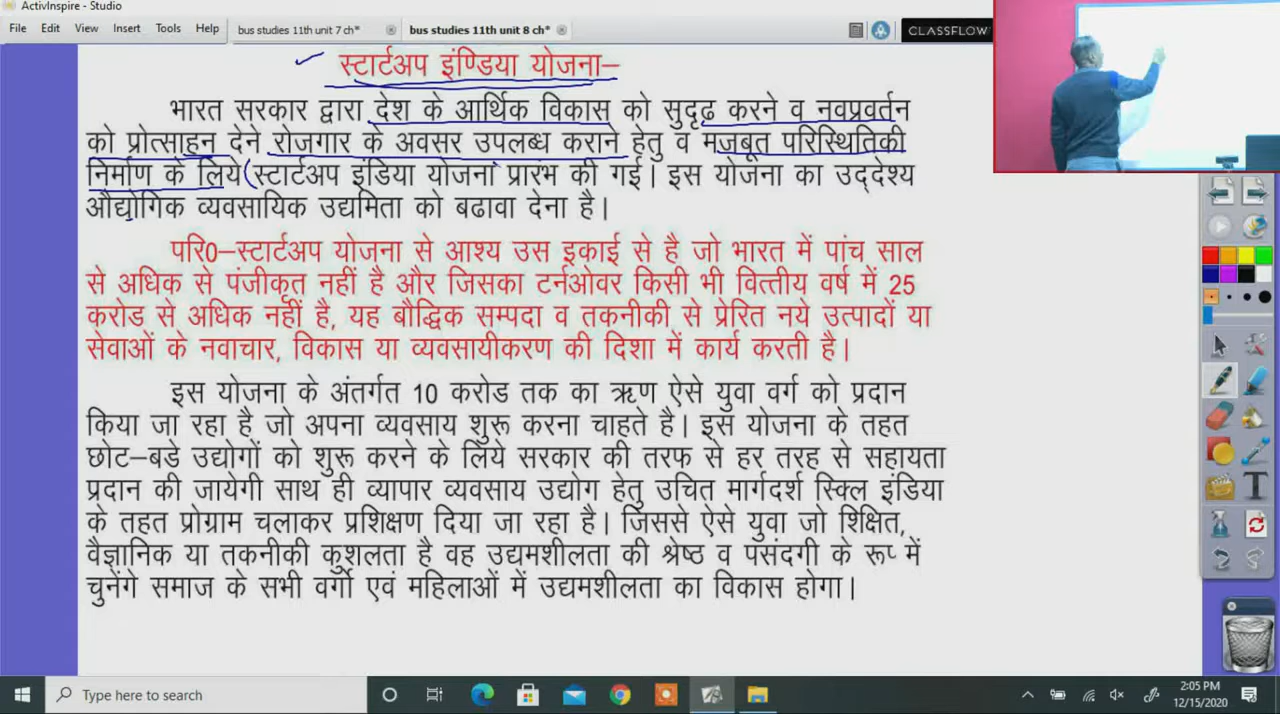 ActivInspire - Studio
File Edit View Insert Tools Help
bus studies 11th unit 7 ch*
bus studies 11th unit 8 ch*
CLASSFLOW
स्टार्टअप इंण्डिया योजना–
भारत सरकार द्वारा देश के आर्थिक विकास को सुदृढ़ करने व नवप्रवर्तन
को प्रोत्साहन देने रोजगार के अवसर उपलब्ध कराने हेतु व मजबूत परिस्थितिकी
निर्माण के लिये स्टार्टअप इंडिया योजना प्रारंभ की गई। इस योजना का उद्देश्य
औद्योगिक व्यवसायिक उद्यमिता को बढावा देना है।
परि0–स्टार्टअप योजना से आश्य उस इकाई से है जो भारत में पांच साल
से अधिक से पंजीकृत नहीं है और जिसका टर्नओवर किसी भी वित्तीय वर्ष में 25
करोड से अधिक नहीं है, यह बौद्धिक सम्पदा व तकनीकी से प्रेरित नये उत्पादों या
सेवाओं के नवाचार, विकास या व्यवसायीकरण की दिशा में कार्य करती है।
इस योजना के अंतर्गत 10 करोड तक का ऋण ऐसे युवा वर्ग को प्रदान
किया जा रहा है जो अपना व्यवसाय शुरू करना चाहते है। इस योजना के तहत
छोट–बडे उद्योगों को शुरू करने के लिये सरकार की तरफ से हर तरह से सहायता
प्रदान की जायेगी साथ ही व्यापार व्यवसाय उद्योग हेतु उचित मार्गदर्श स्क्लि इंडिया
के तहत प्रोग्राम चलाकर प्रशिक्षण दिया जा रहा है। जिससे ऐसे युवा जो शिक्षित,
वैज्ञानिक या तकनीकी कुशलता है वह उद्यमशीलता की श्रेष्ठ व पसंदगी के रूप में
चुनेंगे समाज के सभी वर्गो एवं महिलाओं में उद्यमशीलता का विकास होगा।
Type here to search
2:05 PM
12/15/2020